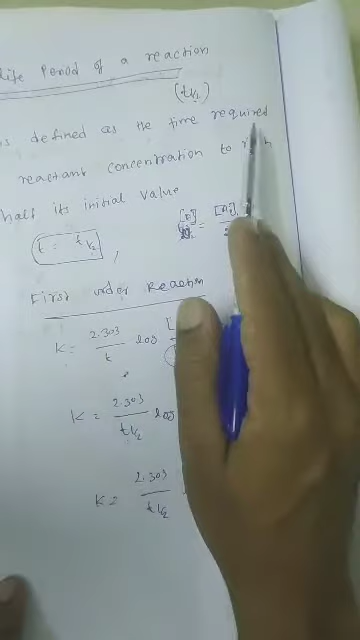 life Period of a reaction
(t½)
defined as the time required
reactant concentration to
half its initial value
t = t½ ,
First order Reaction
K = 2.303 / t log
K = 2.303 / t½ log
K = 2.303 / t½